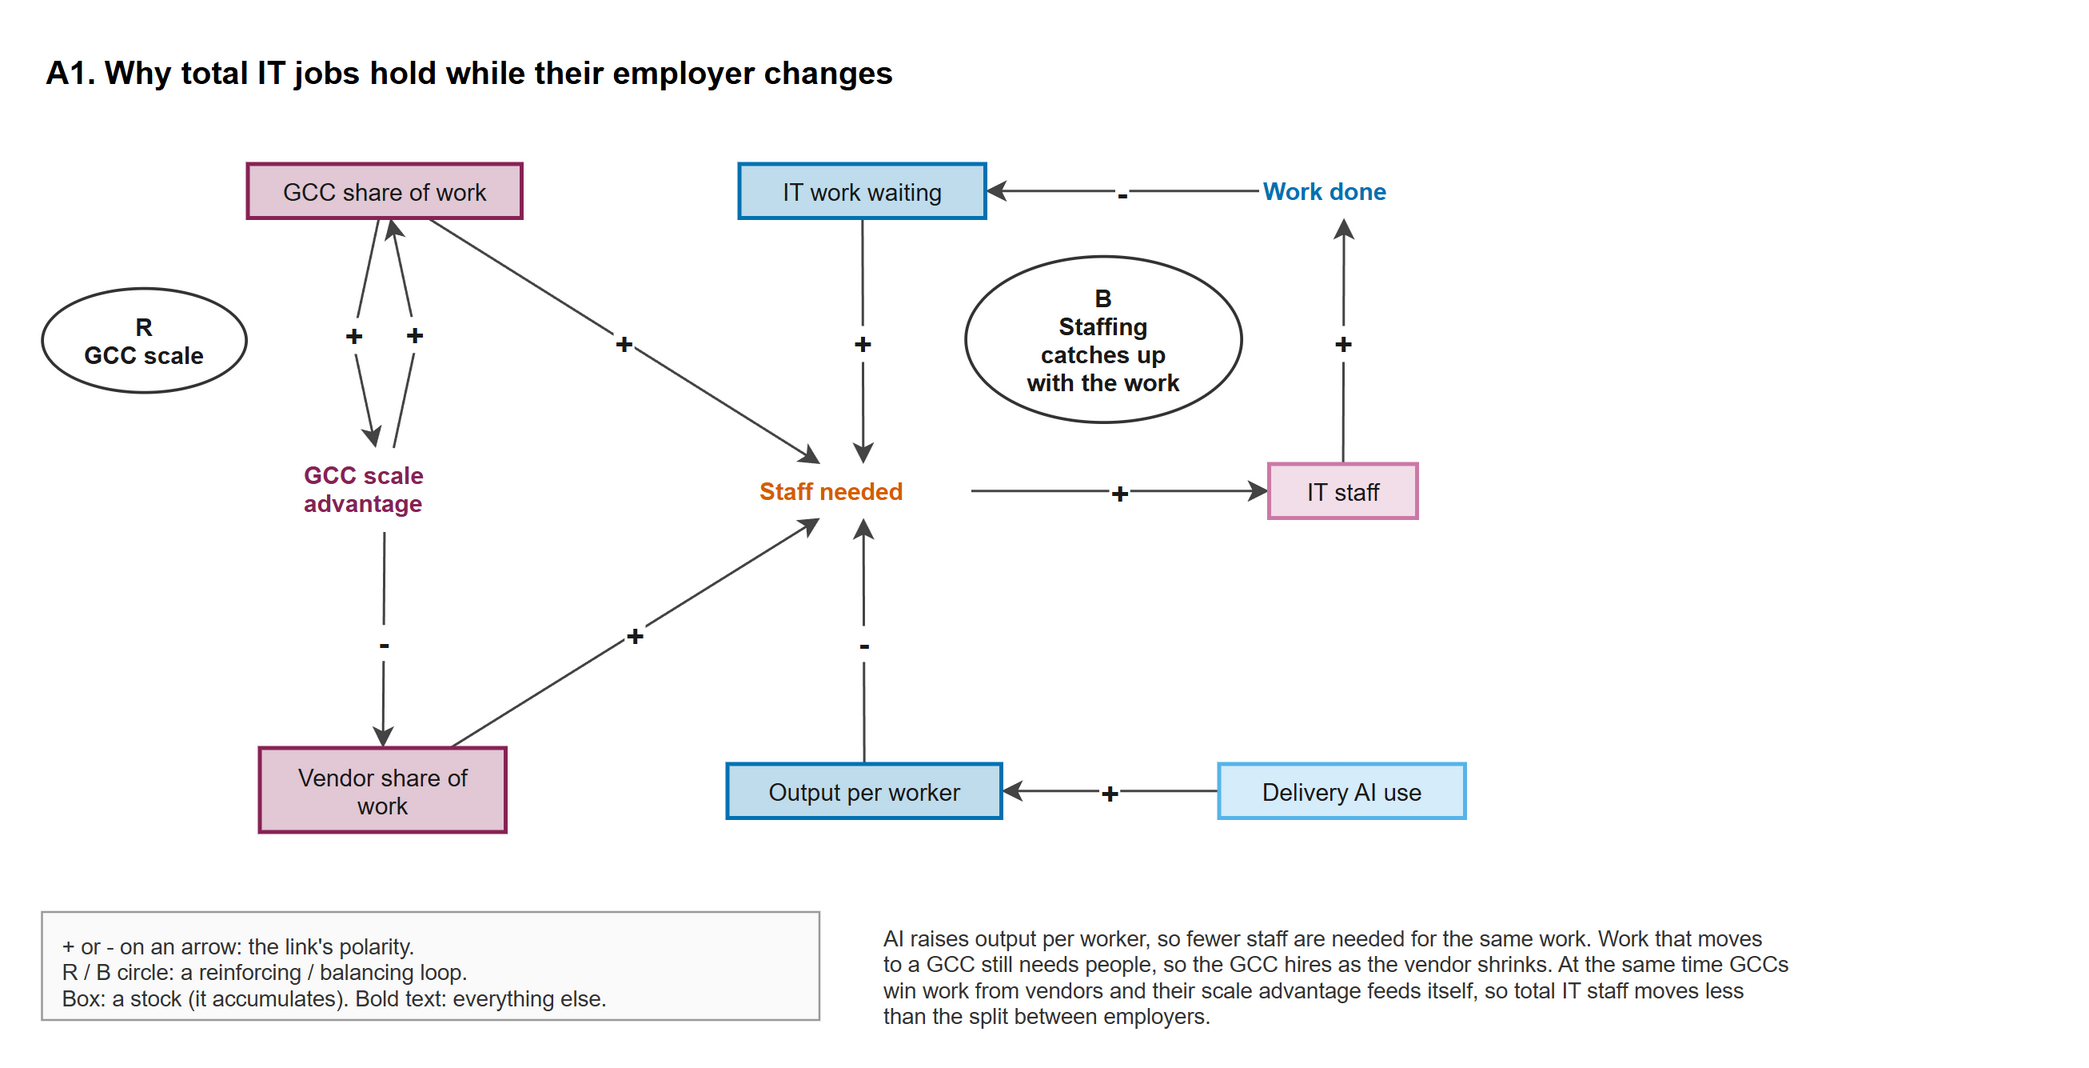 A1. Why total IT jobs hold while their employer changes
GCC share of work
IT work waiting
-
Work done
R
GCC scale
+
+
+
+
B
Staffing
catches up
with the work
+
GCC scale
advantage
Staff needed
+
IT staff
-
+
-
Vendor share of
work
Output per worker
+
Delivery AI use
+ or - on an arrow: the link's polarity.
R / B circle: a reinforcing / balancing loop.
Box: a stock (it accumulates). Bold text: everything else.
AI raises output per worker, so fewer staff are needed for the same work. Work that moves
to a GCC still needs people, so the GCC hires as the vendor shrinks. At the same time GCCs
win work from vendors and their scale advantage feeds itself, so total IT staff moves less
than the split between employers.